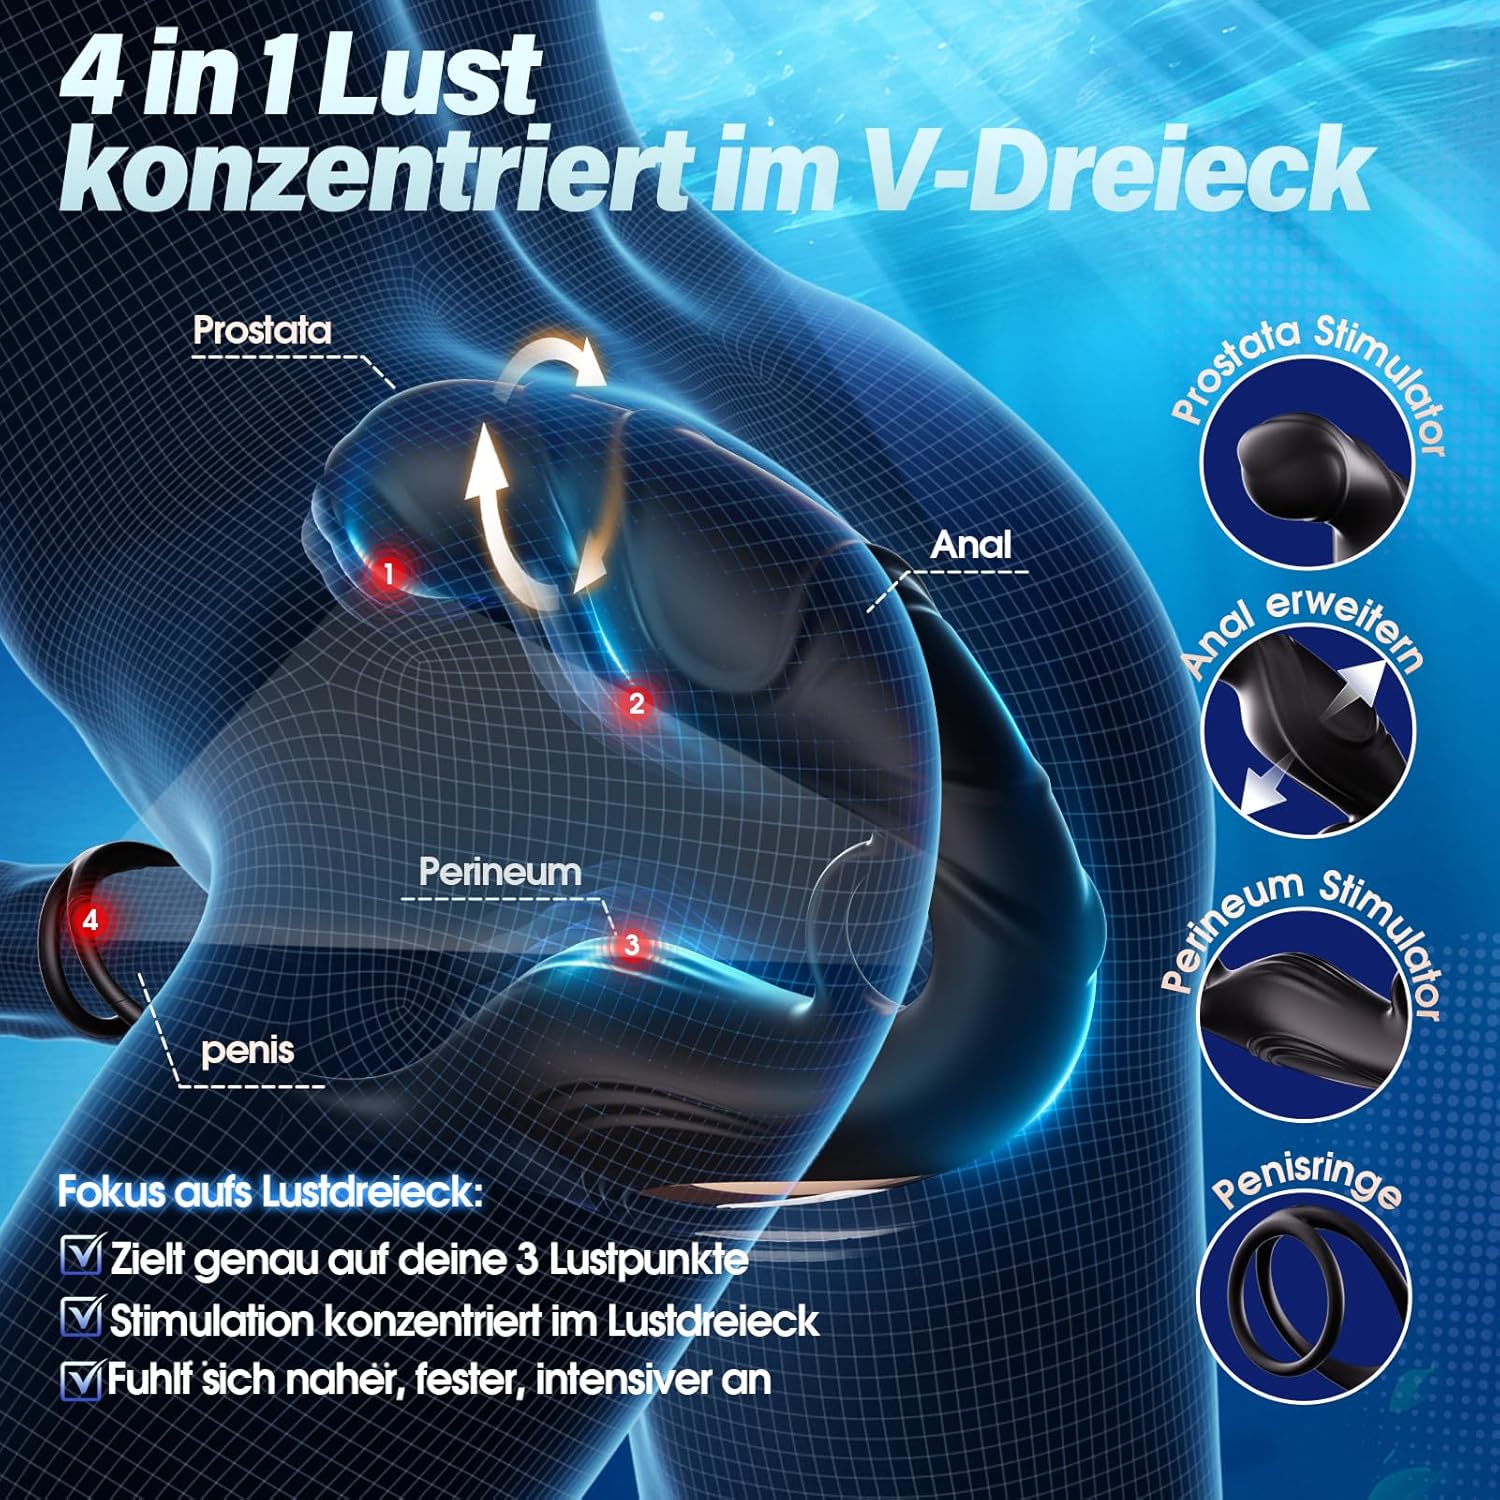 4 in 1 Lust
konzentriert im V-Dreieck
Prostata
Prostata Stimulator
1
Anal
Anal erweitern
2
Perineum
Perineum Stimulator
4
3
penis
Penisringe
Fokus aufs Lustdreieck:
Zielt genau auf deine 3 Lustpunkte
Stimulation konzentriert im Lustdreieck
Fuhlf sich naher, fester, intensiver an